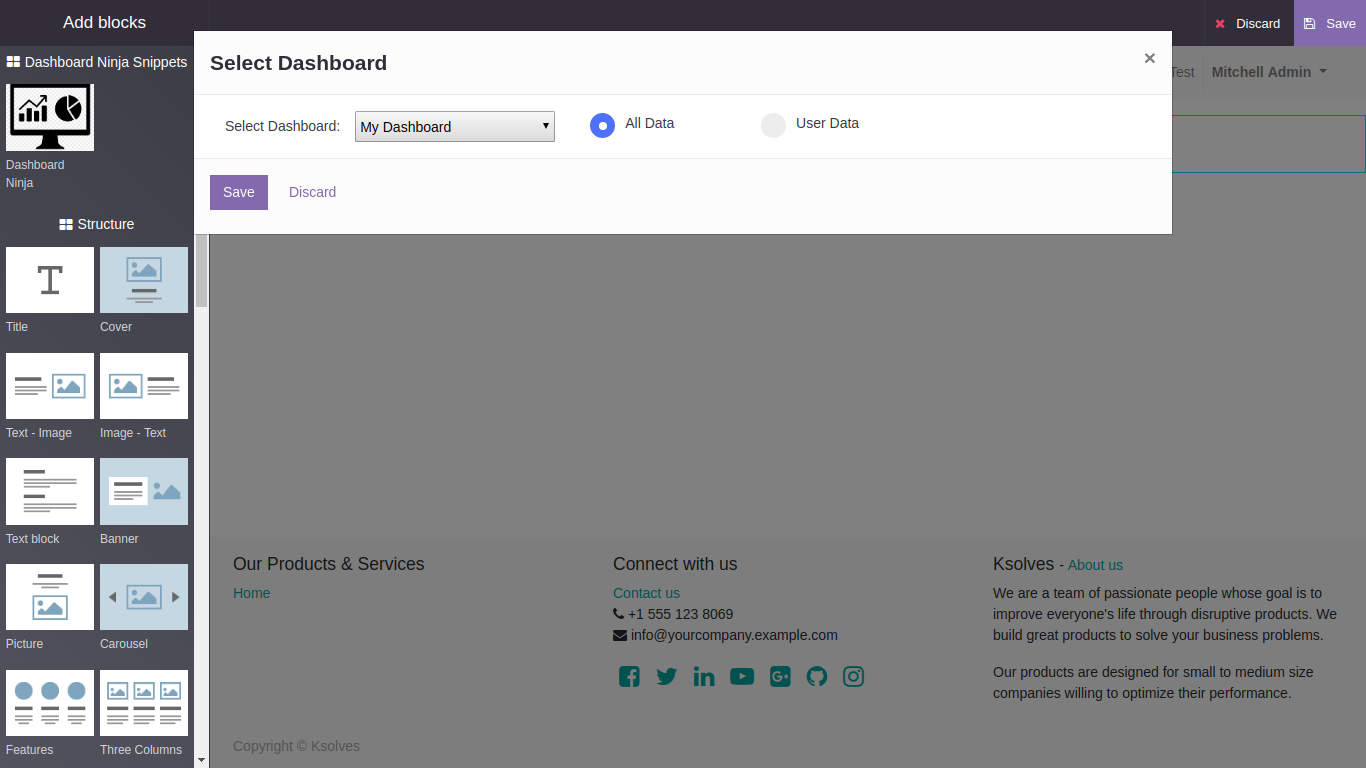 Add blocks
Discard
Save
Dashboard Ninja Snippets
Dashboard
Ninja
Structure
Title
Cover
Text - Image
Image - Text
Text block
Banner
Picture
Carousel
Features
Three Columns
Test
Mitchell Admin
Select Dashboard
×
Select Dashboard:
My Dashboard
All Data
User Data
Save
Discard
Our Products & Services
Home
Connect with us
Contact us
+1 555 123 8069
info@yourcompany.example.com
Ksolves - About us
We are a team of passionate people whose goal is to
improve everyone's life through disruptive products. We
build great products to solve your business problems.
Our products are designed for small to medium size
companies willing to optimize their performance.
Copyright © Ksolves